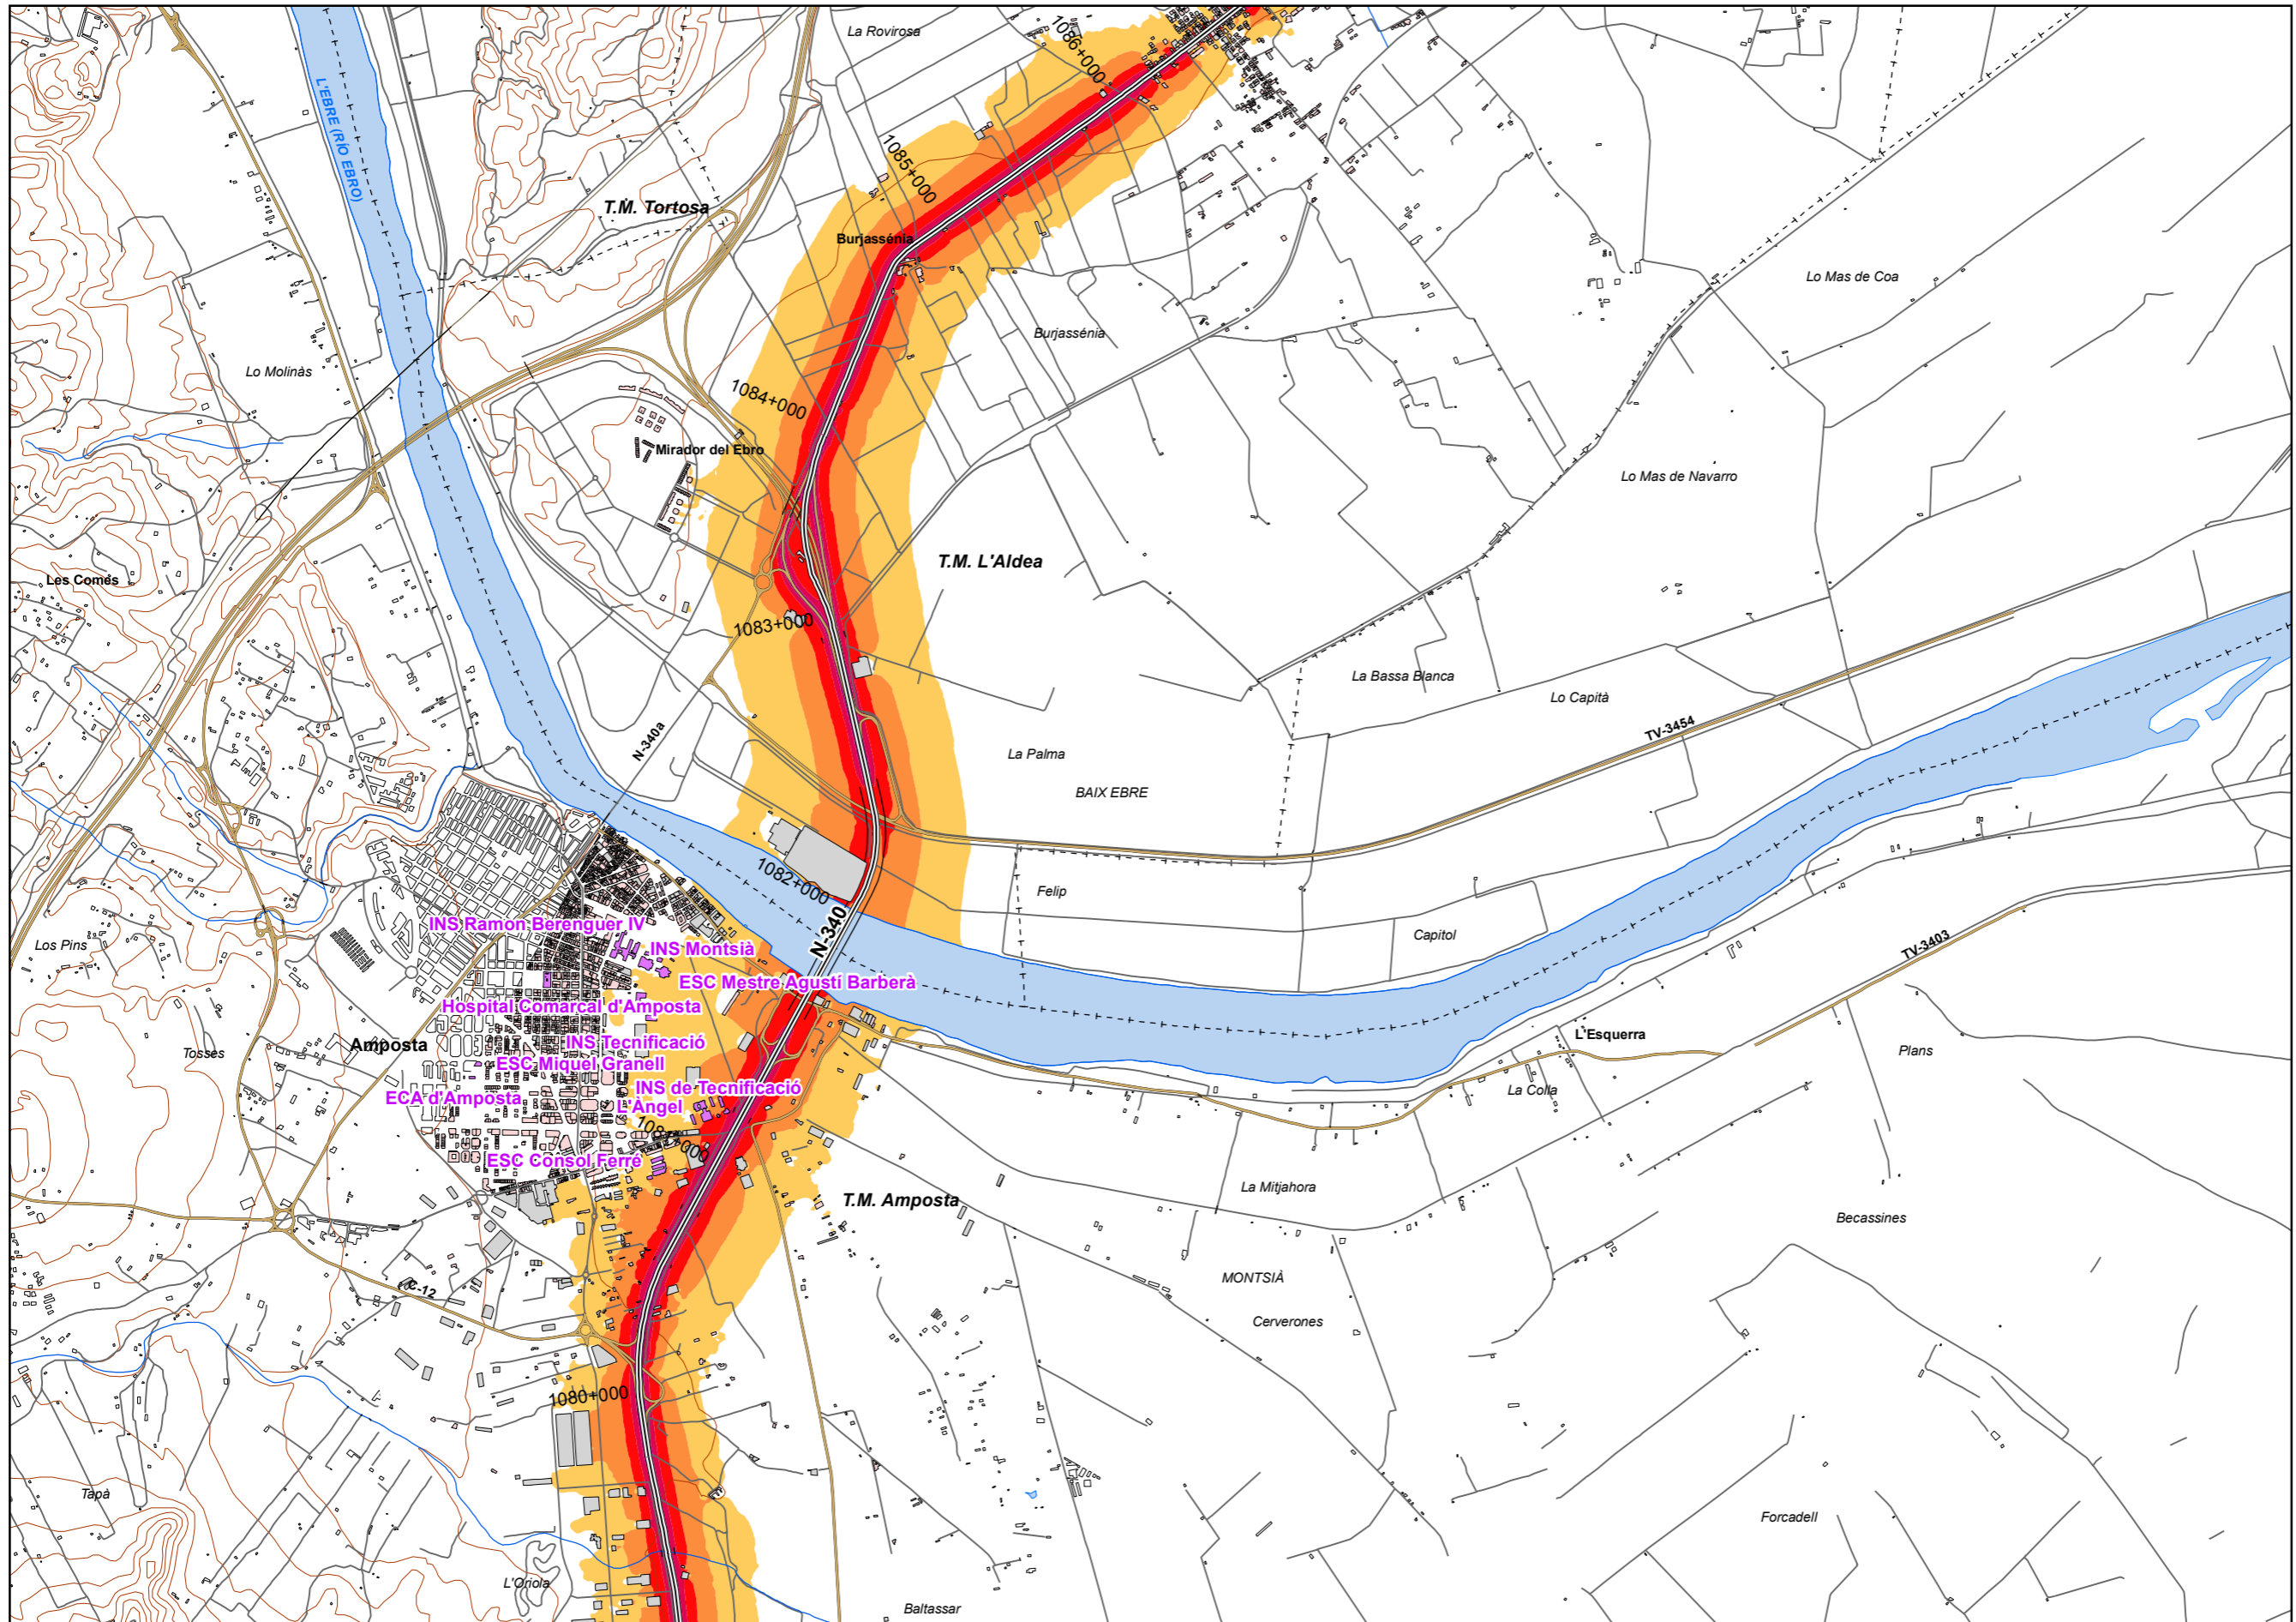 La Rovirosa
1086+000
L'EBRE (RÍO EBRO)
1085+000
T.M. Tortosa
Burjassénia
Lo Mas de Coa
Burjassénia
Lo Molinàs
1084+000
Mirador del Ebro
Lo Mas de Navarro
T.M. L'Aldea
Les Comes
1083+000
La Bassa Blanca
Lo Capità
TV-3454
N-340a
La Palma
BAIX EBRE
1082+000
Felip
N-340
INS Ramon Berenguer IV
Capitol
Los Pins
INS Montsià
TV-3403
ESC Mestre Agustí Barberà
Hospital Comarcal d'Amposta
L'Esquerra
Amposta
INS Tecnificació
Tosses
Plans
ESC Miquel Granell
INS de Tecnificació
La Colla
ECA d'Amposta
L'Àngel
1081+000
ESC Consol Ferré
La Mitjahora
T.M. Amposta
Becassines
MONTSIÀ
C-12
Cerverones
1080+000
Tapà
Forcadell
L'Oriola
Baltassar